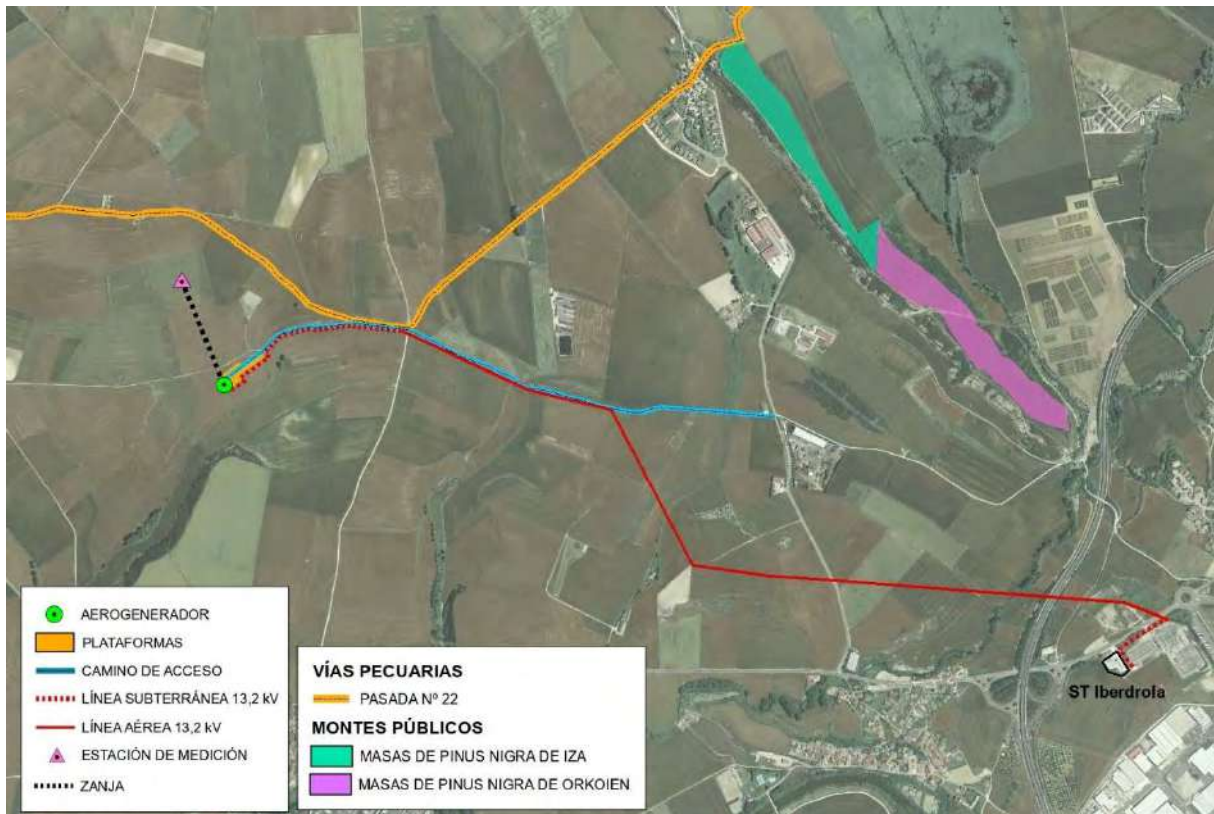 ST Iberdrola
AEROGENERADOR
PLATAFORMAS
CAMINO DE ACCESO
LÍNEA SUBTERRÁNEA 13,2 kV
LÍNEA AÉREA 13,2 kV
ESTACIÓN DE MEDICIÓN
ZANJA
VÍAS PECUARIAS
PASADA Nº 22
MONTES PÚBLICOS
MASAS DE PINUS NIGRA DE IZA
MASAS DE PINUS NIGRA DE ORKOIEN